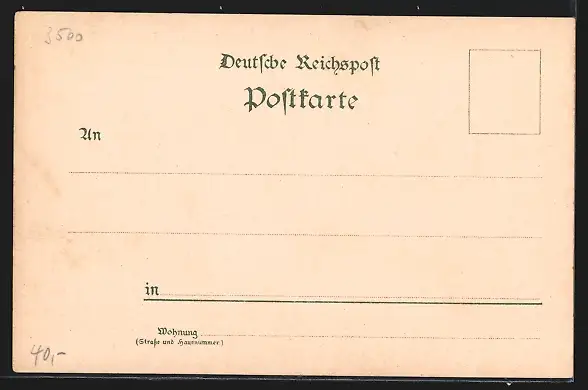 3500
Deutſche Reichspoſt
Poſtkarte
An
in
Wohnung
(Straße und Hausnummer)
40,-